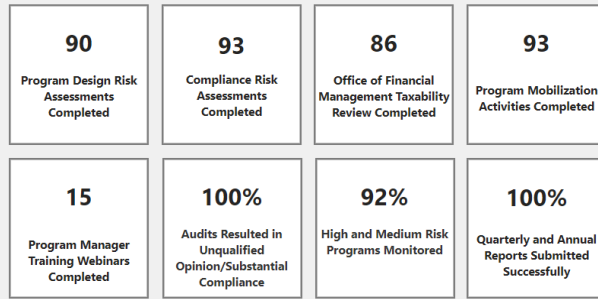 90
Program Design Risk
Assessments
Completed
93
Compliance Risk
Assessments
Completed
86
Office of Financial
Management Taxability
Review Completed
93
Program Mobilization
Activities Completed
15
Program Manager
Training Webinars
Completed
100%
Audits Resulted in
Unqualified
Opinion/Substantial
Compliance
92%
High and Medium Risk
Programs Monitored
100%
Quarterly and Annual
Reports Submitted
Successfully